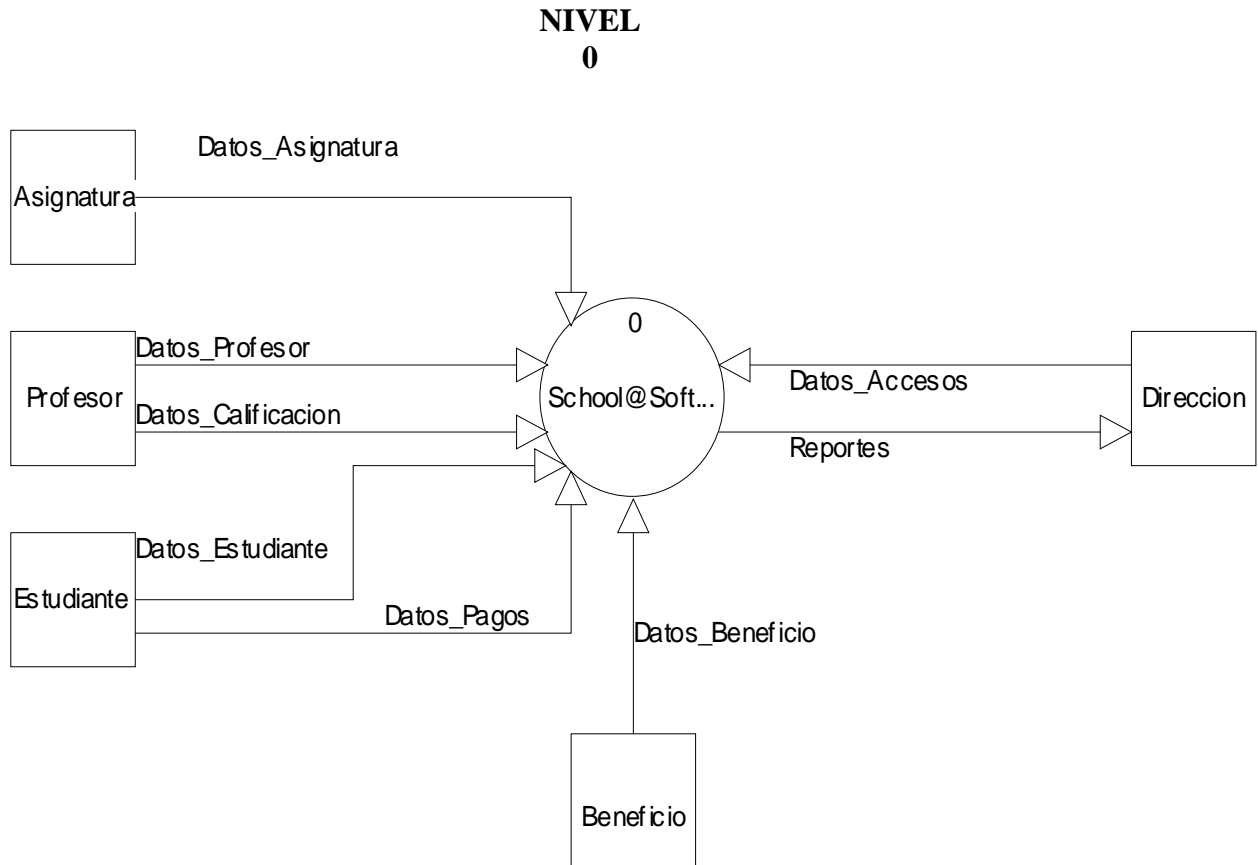 NIVEL
0
Datos_Asignatura
Asignatura
0
Datos_Profesor
Profesor
Datos_Calificacion
School@Soft...
Datos_Accesos
Direccion
Reportes
Datos_Estudiante
Estudiante
Datos_Pagos
Datos_Beneficio
Beneficio